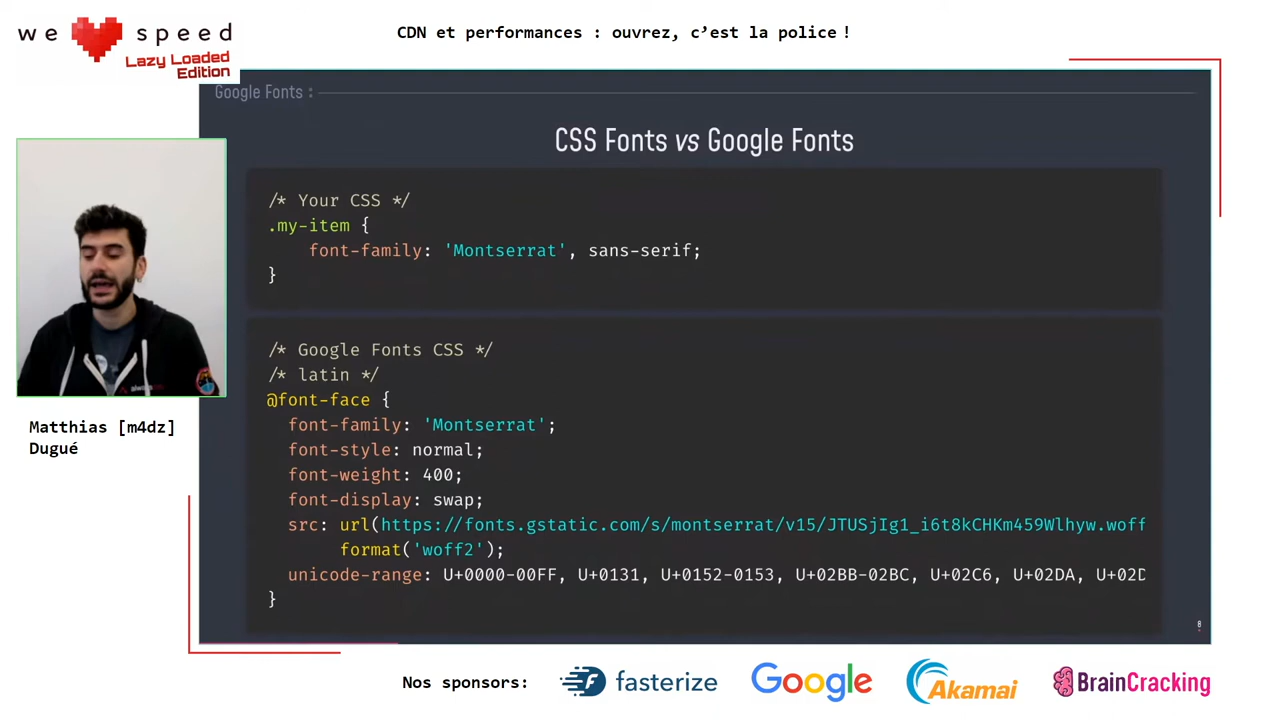 we speed
Lazy Loaded
Edition
CDN et performances : ouvrez, c’est la police !
Google Fonts :
CSS Fonts vs Google Fonts
/* Your CSS */
.my-item {
font-family: 'Montserrat', sans-serif;
}
/* Google Fonts CSS */
/* latin */
@font-face {
font-family: 'Montserrat';
font-style: normal;
font-weight: 400;
font-display: swap;
src: url(https://fonts.gstatic.com/s/montserrat/v15/JTUSjIg1_i6t8kCHKm459Wlhyw.woff
format('woff2');
unicode-range: U+0000-00FF, U+0131, U+0152-0153, U+02BB-02BC, U+02C6, U+02DA, U+02D
}
8
Matthias [m4dz]
Dugué
Nos sponsors:
fasterize
Google
Akamai
BrainCracking